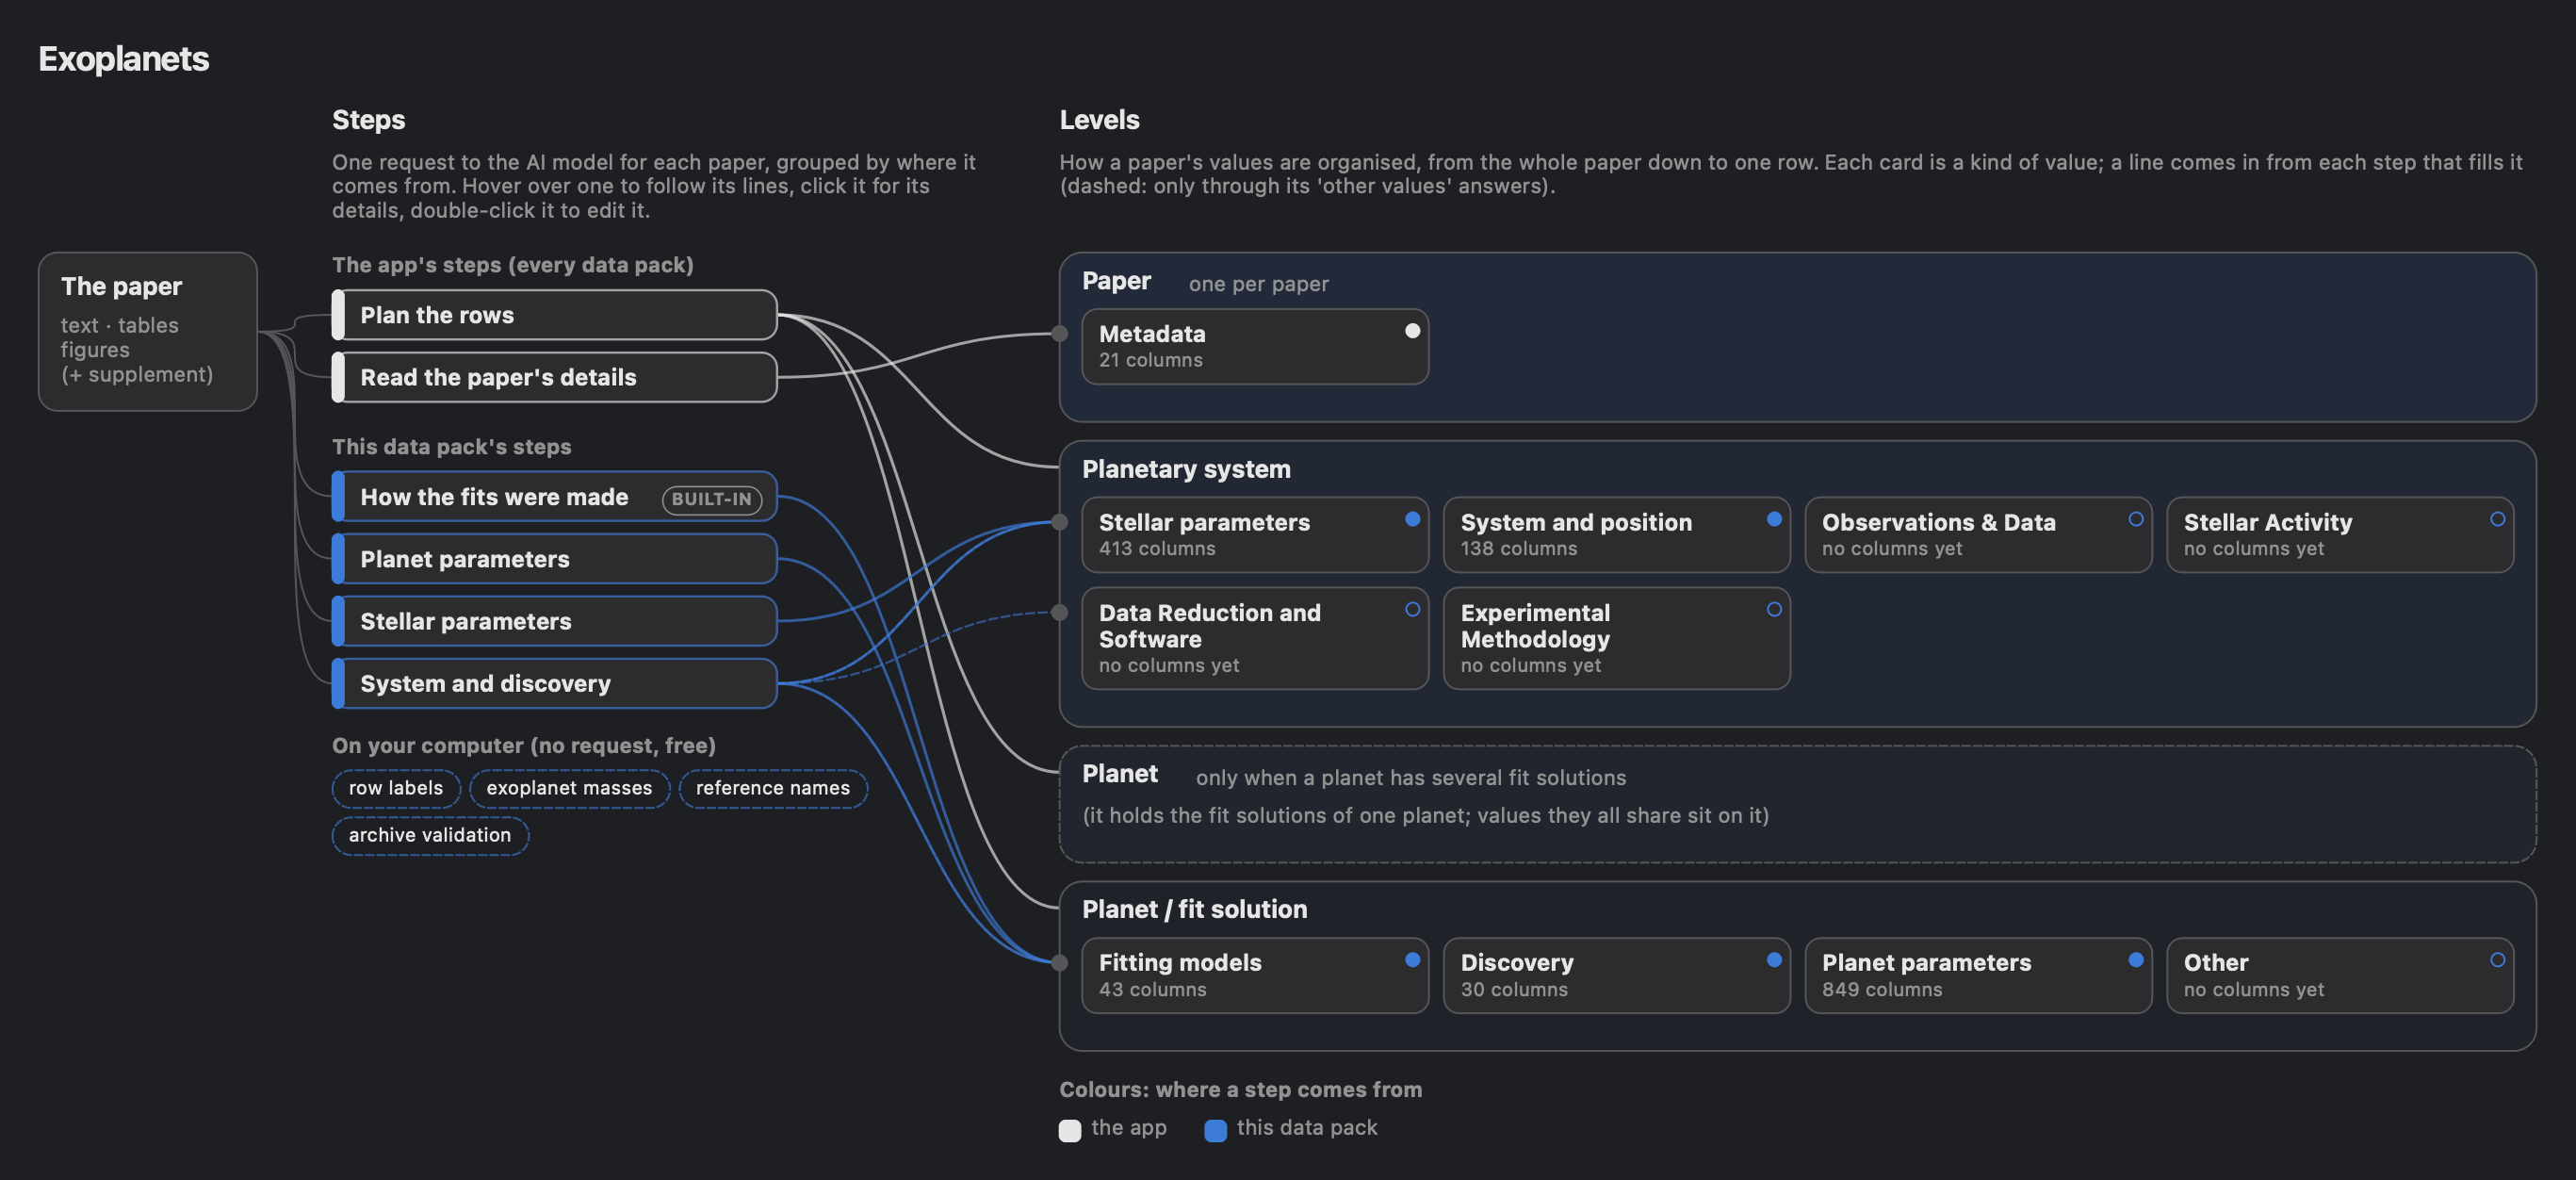 Exoplanets
Steps
One request to the AI model for each paper, grouped by where it
comes from. Hover over one to follow its lines, click it for its
details, double-click it to edit it.
Levels
How a paper's values are organised, from the whole paper down to one row. Each card is a kind of value; a line comes in from each step that fills it
(dashed: only through its 'other values' answers).
The paper
text · tables
figures
(+ supplement)
The app's steps (every data pack)
Plan the rows
Read the paper's details
This data pack's steps
How the fits were made BUILT-IN
Planet parameters
Stellar parameters
System and discovery
On your computer (no request, free)
row labels exoplanet masses reference names
archive validation
Paper one per paper
Metadata
21 columns
Planetary system
Stellar parameters
413 columns
System and position
138 columns
Observations & Data
no columns yet
Stellar Activity
no columns yet
Data Reduction and
Software
no columns yet
Experimental
Methodology
no columns yet
Planet only when a planet has several fit solutions
(it holds the fit solutions of one planet; values they all share sit on it)
Planet / fit solution
Fitting models
43 columns
Discovery
30 columns
Planet parameters
849 columns
Other
no columns yet
Colours: where a step comes from
the app this data pack